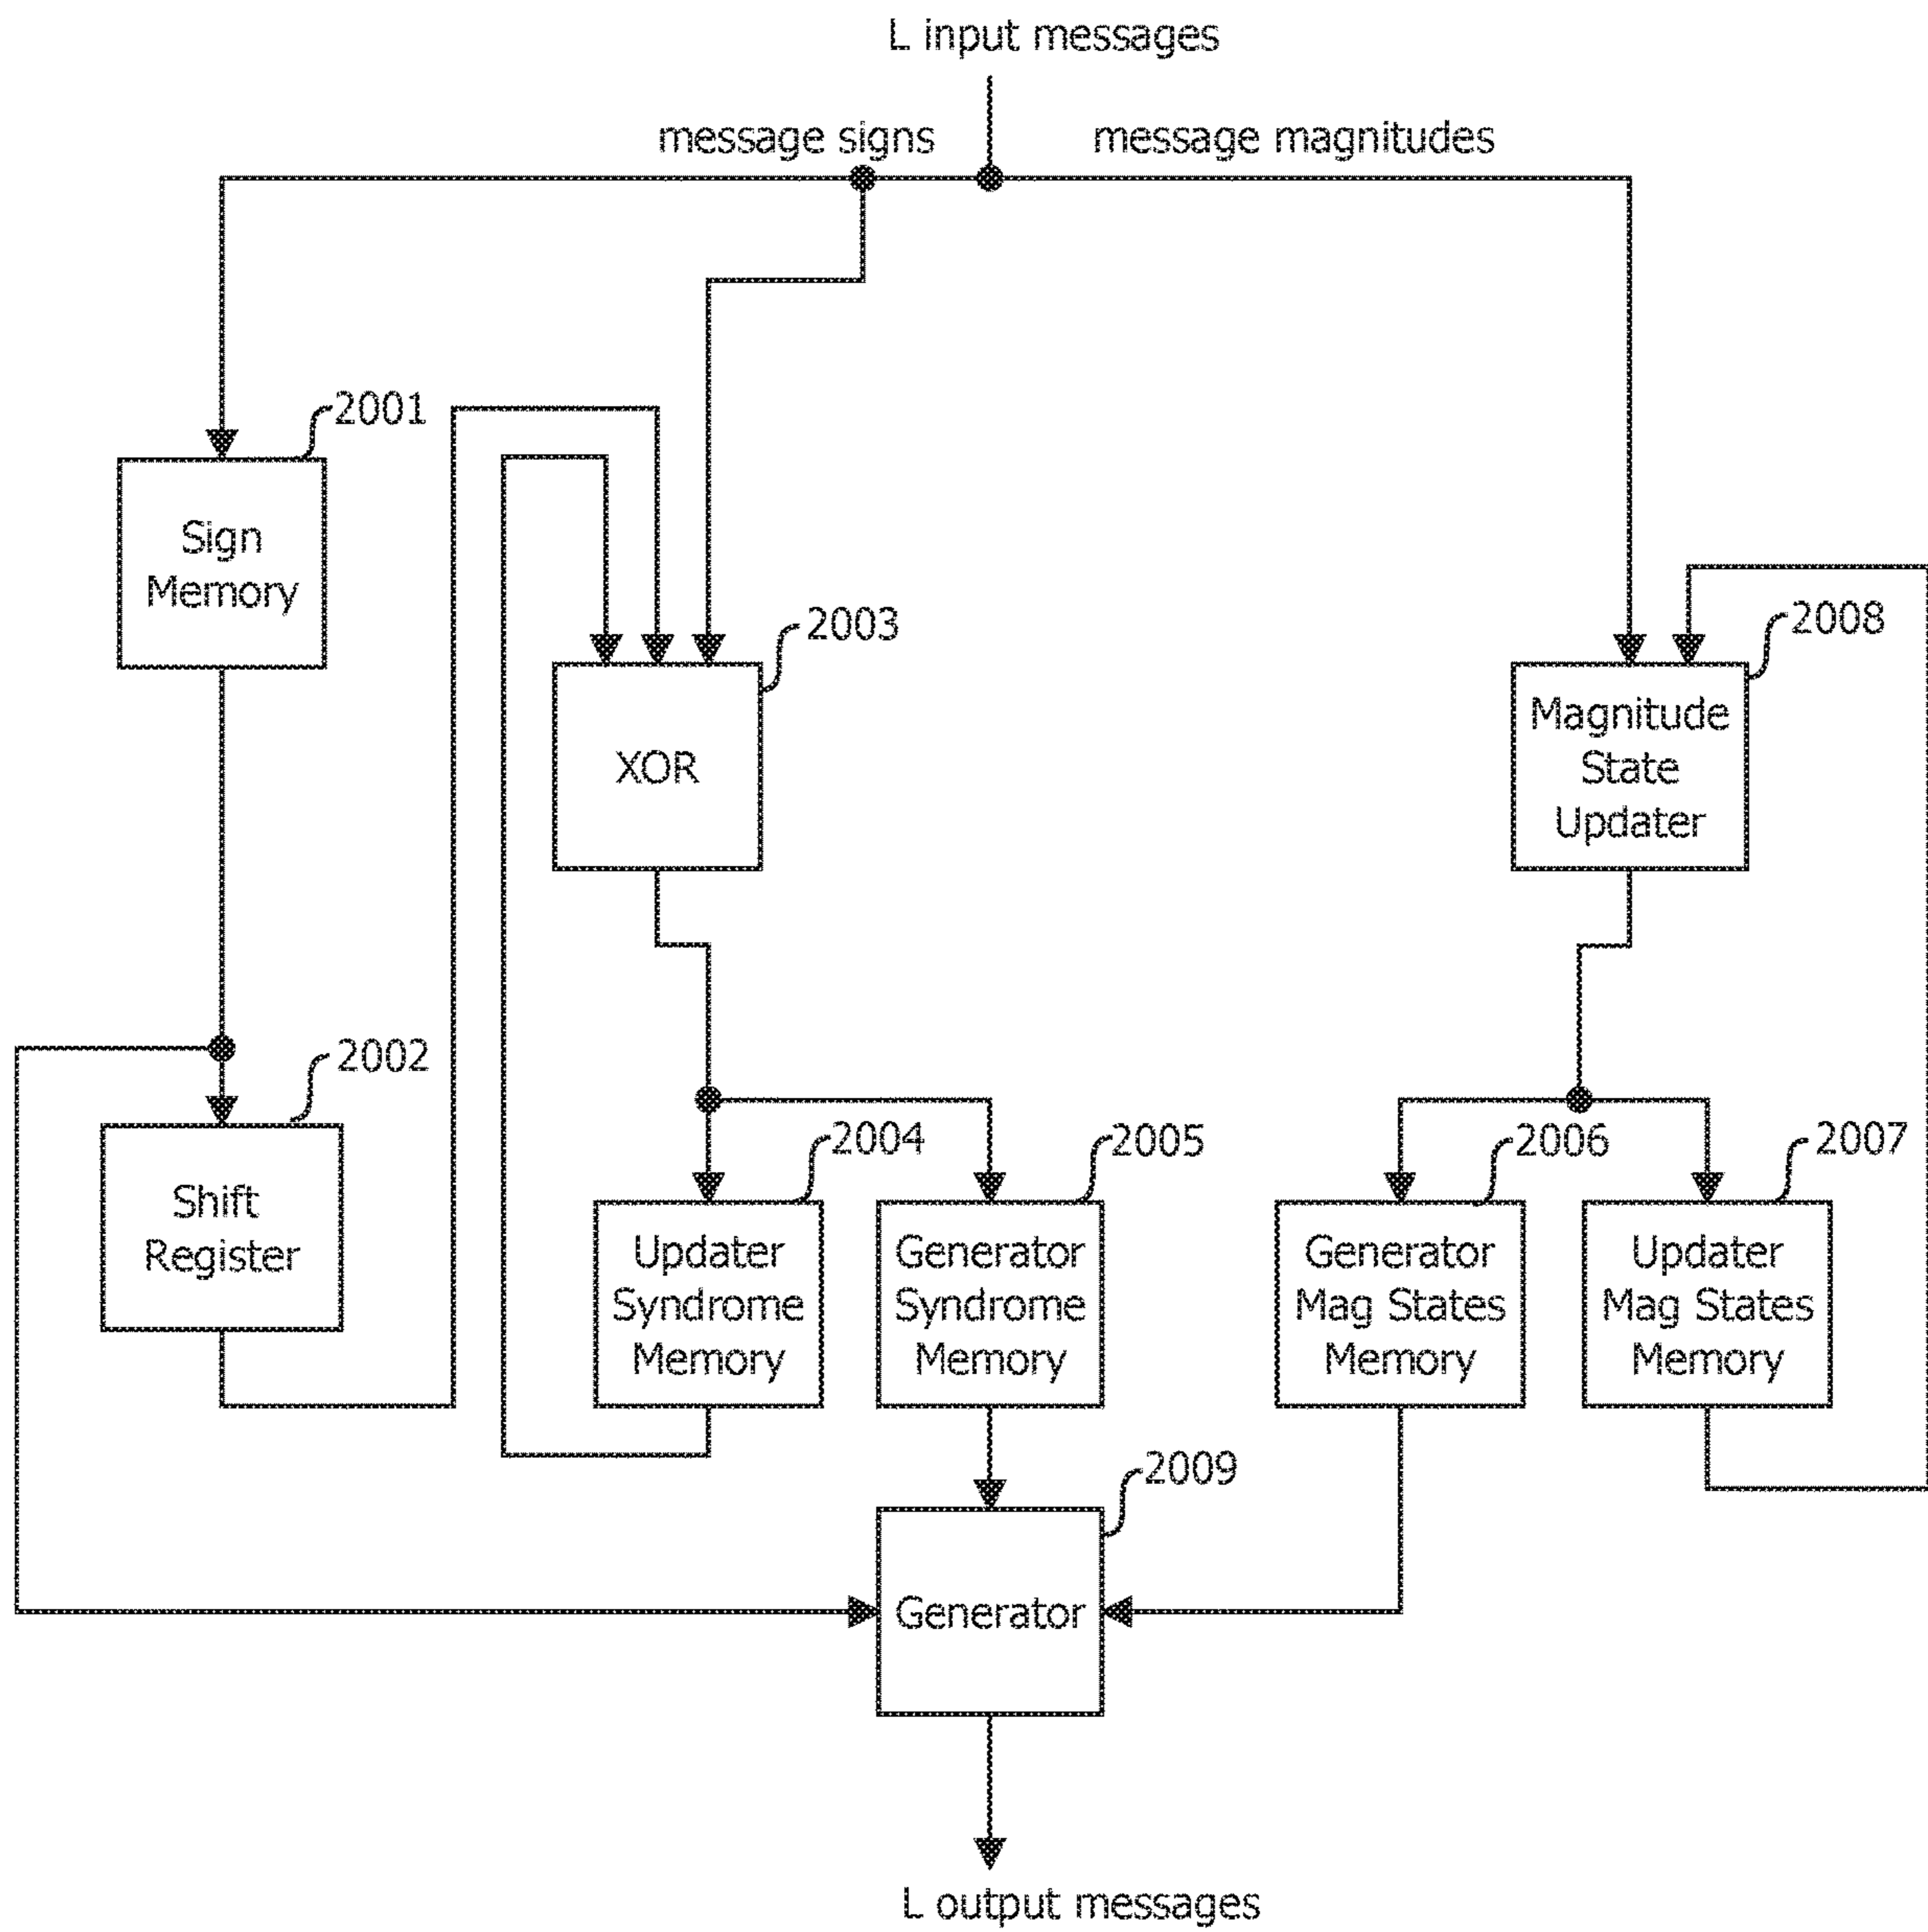 L input messages
message signs
message magnitudes
2001
Sign
Memory
2003
XOR
2008
Magnitude
State
Updater
2002
Shift
Register
2004
Updater
Syndrome
Memory
2005
Generator
Syndrome
Memory
2006
Generator
Mag States
Memory
2007
Updater
Mag States
Memory
2009
Generator
L output messages